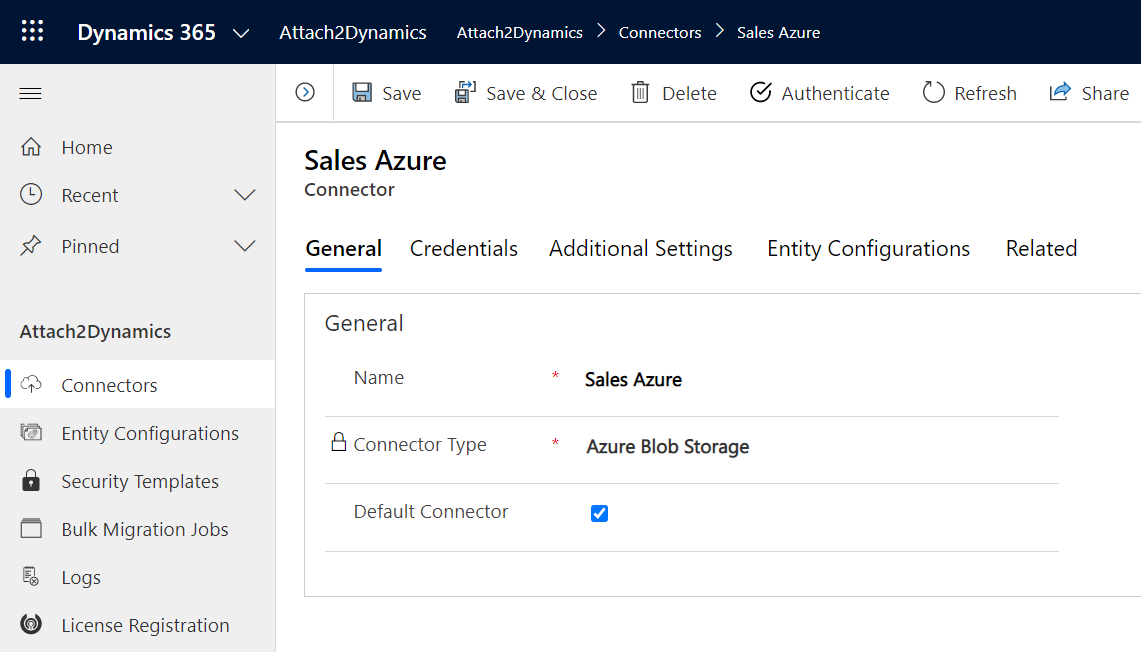 Dynamics 365 Attach2Dynamics Attach2Dynamics Connectors Sales Azure
Save Save & Close Delete Authenticate Refresh Share
Home
Recent
Pinned
Attach2Dynamics
Connectors
Entity Configurations
Security Templates
Bulk Migration Jobs
Logs
License Registration
Sales Azure
Connector
General Credentials Additional Settings Entity Configurations Related
General
Name * Sales Azure
Connector Type * Azure Blob Storage
Default Connector